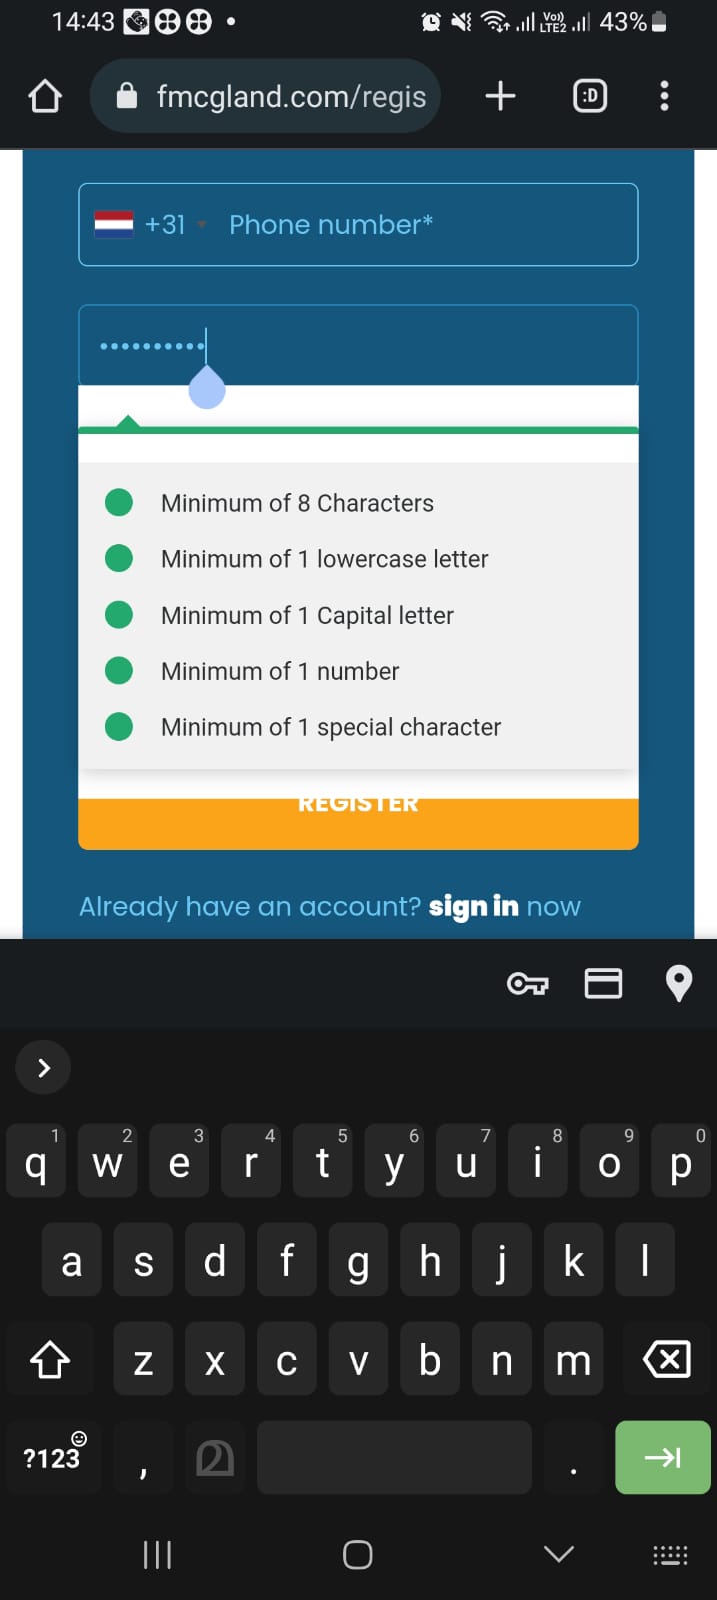 14:43
Vo)) LTE2 43%
fmcgland.com/regis
:D
+31 Phone number*
Minimum of 8 Characters
Minimum of 1 lowercase letter
Minimum of 1 Capital letter
Minimum of 1 number
Minimum of 1 special character
REGISTER
Already have an account? sign in now
1 2 3 4 5 6 7 8 9 0
q w e r t y u i o p
a s d f g h j k l
z x c v b n m
?123 , മ .